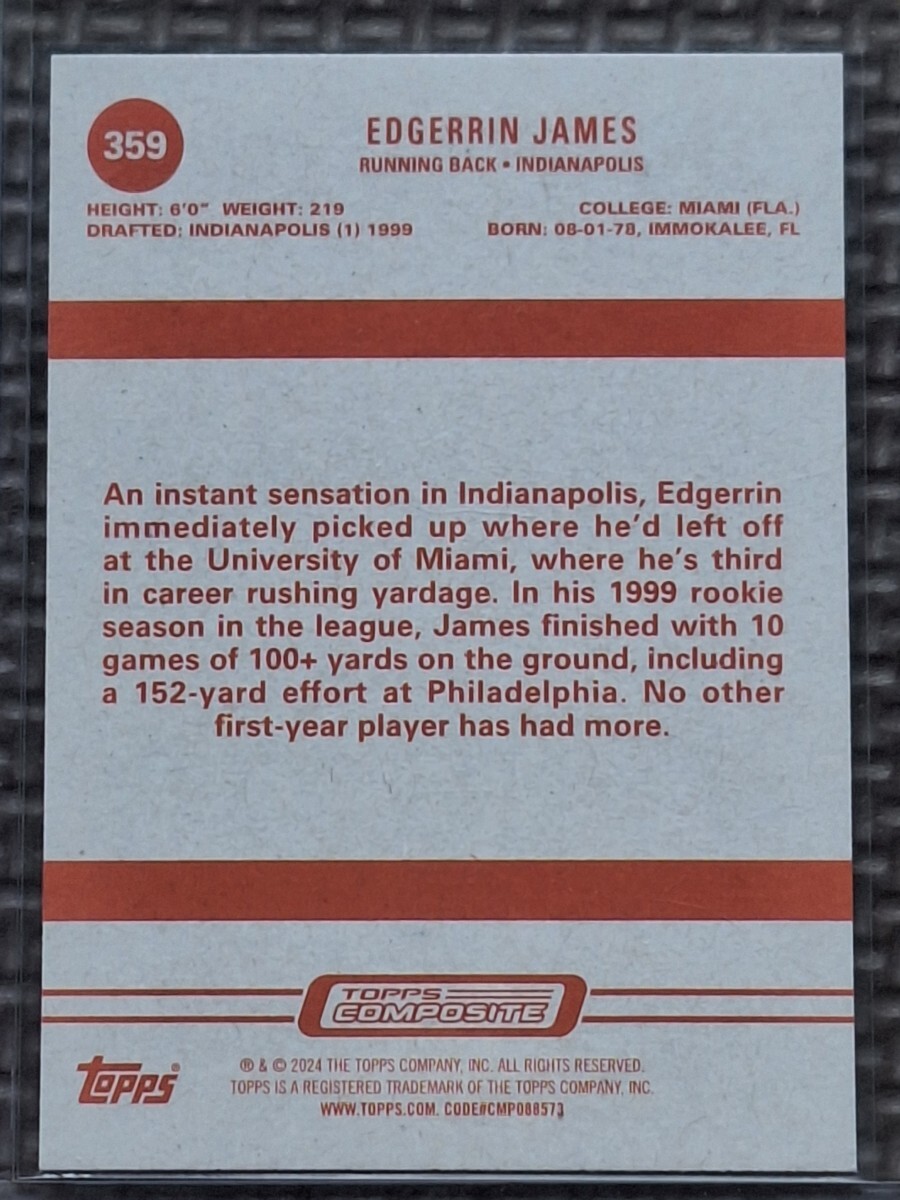 359
EDGERRIN JAMES
RUNNING BACK • INDIANAPOLIS
HEIGHT: 6'0" WEIGHT: 219
DRAFTED: INDIANAPOLIS (1) 1999
COLLEGE: MIAMI (FLA.)
BORN: 08-01-78, IMMOKALEE, FL
An instant sensation in Indianapolis, Edgerrin
immediately picked up where he'd left off
at the University of Miami, where he's third
in career rushing yardage. In his 1999 rookie
season in the league, James finished with 10
games of 100+ yards on the ground, including
a 152-yard effort at Philadelphia. No other
first-year player has had more.
TOPPS
COMPOSITE
topps®
® & © 2024 THE TOPPS COMPANY, INC. ALL RIGHTS RESERVED.
TOPPS IS A REGISTERED TRADEMARK OF THE TOPPS COMPANY, INC.
WWW.TOPPS.COM. CODE#CMP088573